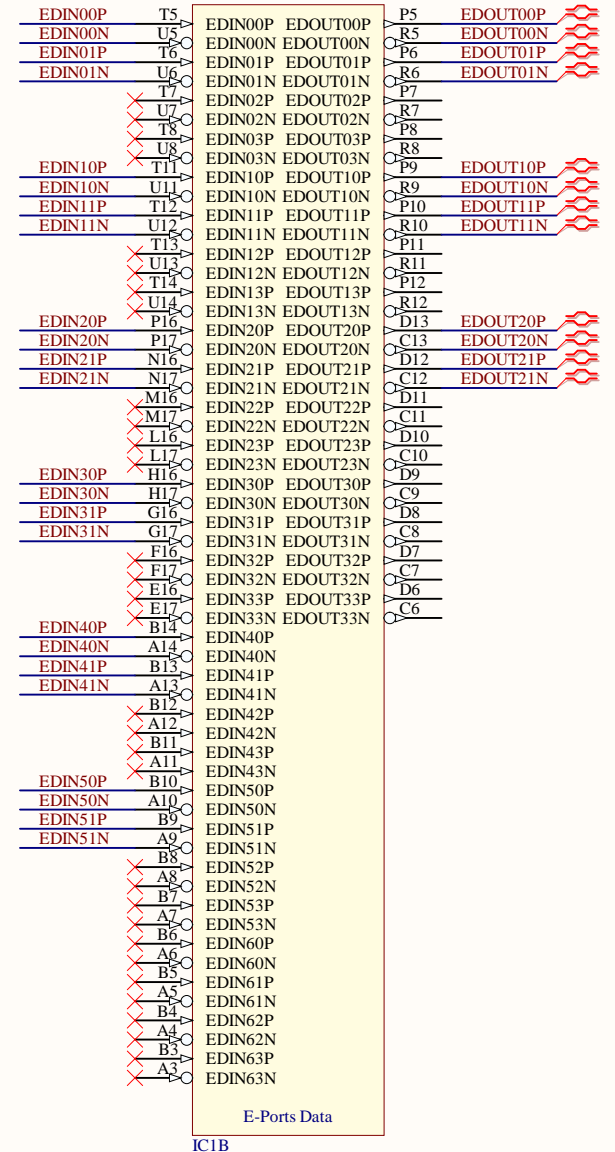 EDIN00P T5 EDIN00P EDOUT00P P5 EDOUT00P
EDIN00N U5 EDIN00N EDOUT00N R5 EDOUT00N
EDIN01P T6 EDIN01P EDOUT01P P6 EDOUT01P
EDIN01N U6 EDIN01N EDOUT01N R6 EDOUT01N
T7 EDIN02P EDOUT02P P7
U7 EDIN02N EDOUT02N R7
T8 EDIN03P EDOUT03P P8
U8 EDIN03N EDOUT03N R8
EDIN10P T11 EDIN10P EDOUT10P P9 EDOUT10P
EDIN10N U11 EDIN10N EDOUT10N R9 EDOUT10N
EDIN11P T12 EDIN11P EDOUT11P P10 EDOUT11P
EDIN11N U12 EDIN11N EDOUT11N R10 EDOUT11N
T13 EDIN12P EDOUT12P P11
U13 EDIN12N EDOUT12N R11
T14 EDIN13P EDOUT13P P12
U14 EDIN13N EDOUT13N R12
EDIN20P P16 EDIN20P EDOUT20P D13 EDOUT20P
EDIN20N P17 EDIN20N EDOUT20N C13 EDOUT20N
EDIN21P N16 EDIN21P EDOUT21P D12 EDOUT21P
EDIN21N N17 EDIN21N EDOUT21N C12 EDOUT21N
M16 EDIN22P EDOUT22P D11
M17 EDIN22N EDOUT22N C11
L16 EDIN23P EDOUT23P D10
L17 EDIN23N EDOUT23N C10
EDIN30P H16 EDIN30P EDOUT30P D9
EDIN30N H17 EDIN30N EDOUT30N C9
EDIN31P G16 EDIN31P EDOUT31P D8
EDIN31N G17 EDIN31N EDOUT31N C8
F16 EDIN32P EDOUT32P D7
F17 EDIN32N EDOUT32N C7
E16 EDIN33P EDOUT33P D6
E17 EDIN33N EDOUT33N C6
EDIN40P B14 EDIN40P
EDIN40N A14 EDIN40N
EDIN41P B13 EDIN41P
EDIN41N A13 EDIN41N
B12 EDIN42P
A12 EDIN42N
B11 EDIN43P
A11 EDIN43N
EDIN50P B10 EDIN50P
EDIN50N A10 EDIN50N
EDIN51P B9 EDIN51P
EDIN51N A9 EDIN51N
B8 EDIN52P
A8 EDIN52N
B7 EDIN53P
A7 EDIN53N
B6 EDIN60P
A6 EDIN60N
B5 EDIN61P
A5 EDIN61N
B4 EDIN62P
A4 EDIN62N
B3 EDIN63P
A3 EDIN63N
E-Ports Data
IC1B